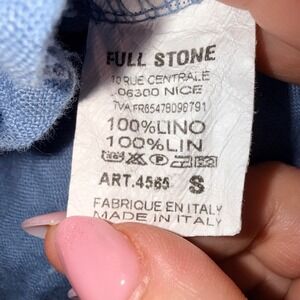 FULL STONE
10 RUE CENTRALE
06300 NICE
TVA FR65478098791
100%LINO
100%LIN
ART.4565 S
FABRIQUE EN ITALY
MADE IN ITALY